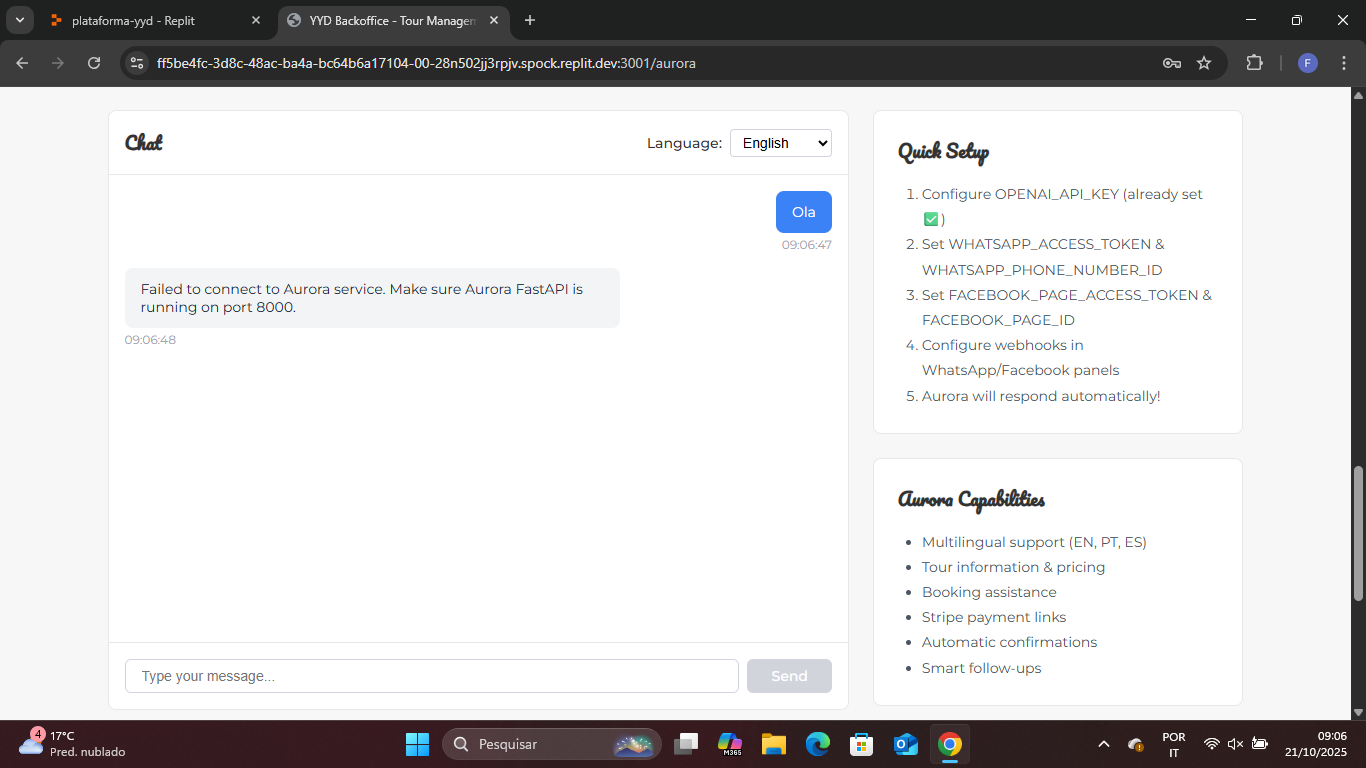 plataforma-yyd - Replit
YYD Backoffice - Tour Managem
ff5be4fc-3d8c-48ac-ba4a-bc64b6a17104-00-28n502jj3rpjv.spock.replit.dev:3001/aurora
F
Chat
Language:
English
Ola
09:06:47
Failed to connect to Aurora service. Make sure Aurora FastAPI is
running on port 8000.
09:06:48
Type your message...
Send
Quick Setup
1. Configure OPENAI_API_KEY (already set
✅ )
2. Set WHATSAPP_ACCESS_TOKEN &
WHATSAPP_PHONE_NUMBER_ID
3. Set FACEBOOK_PAGE_ACCESS_TOKEN &
FACEBOOK_PAGE_ID
4. Configure webhooks in
WhatsApp/Facebook panels
5. Aurora will respond automatically!
Aurora Capabilities
• Multilingual support (EN, PT, ES)
• Tour information & pricing
• Booking assistance
• Stripe payment links
• Automatic confirmations
• Smart follow-ups
4
17°C
Pred. nublado
Pesquisar
M365
POR
IT
09:06
21/10/2025